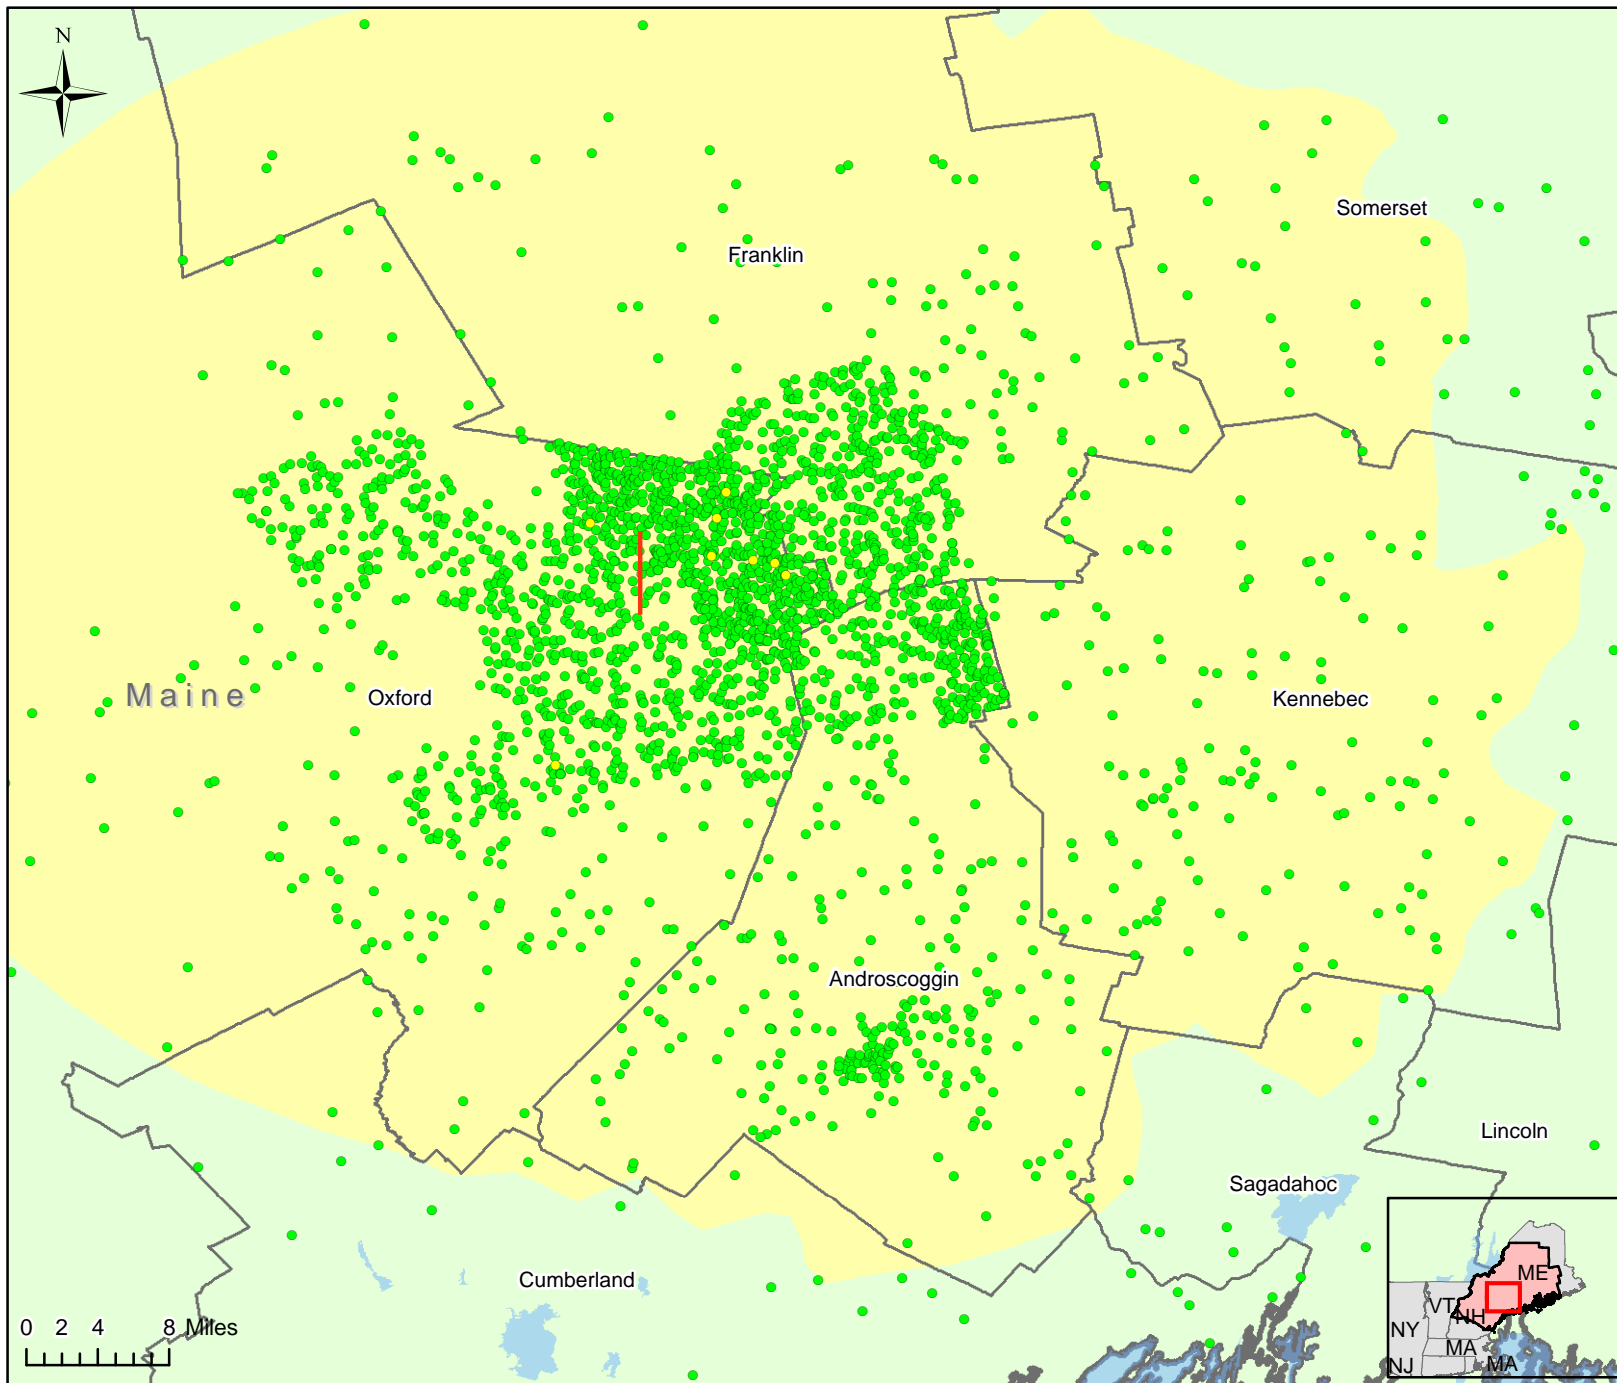 N
Somerset
Franklin
Maine
Oxford
Kennebec
Androscoggin
Lincoln
Sagadahoc
Cumberland
0 2 4 8 Miles
ME
VT
NH
NY
MA
NJ
MA